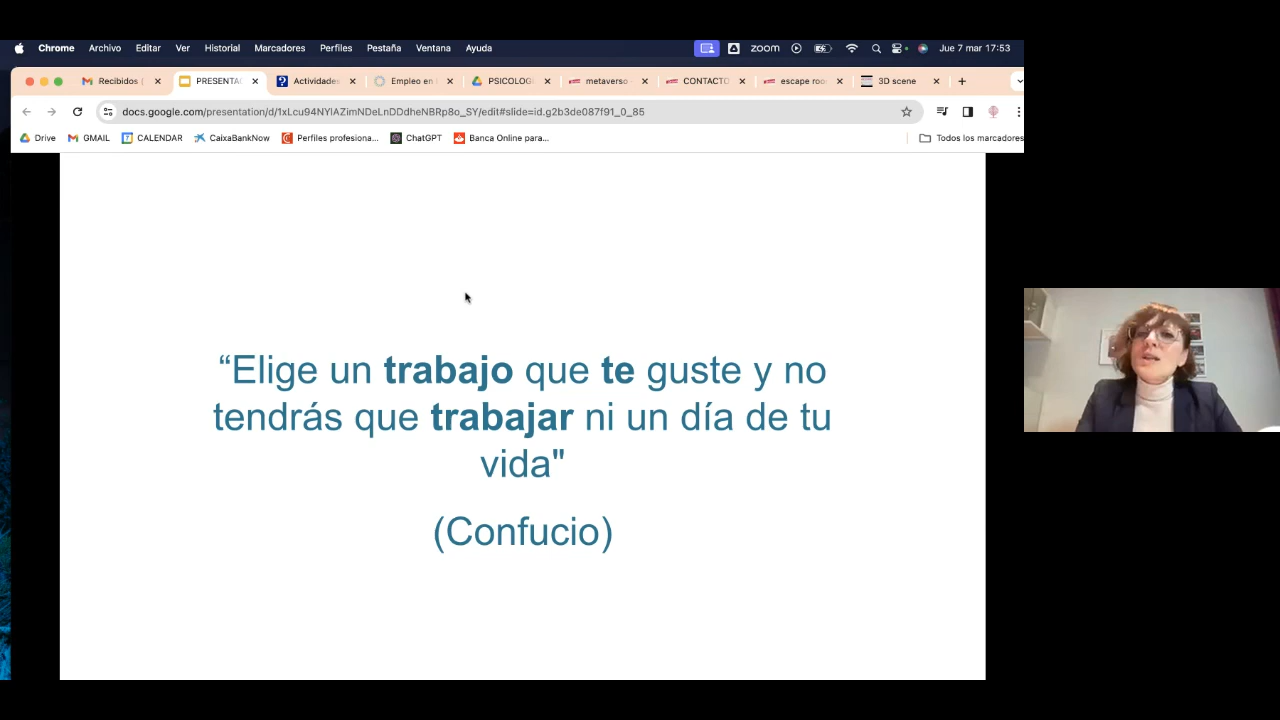 Chrome Archivo Editar Ver Historial Marcadores Perfiles Pestaña Ventana Ayuda zoom Jue 7 mar 17:53
Recibidos ( PRESENTA Actividades Empleo en PSICOLOG metaverso CONTACTO escape roo 3D scene
docs.google.com/presentation/d/1xLcu94NYlAZimNDeLnDDdheNBRp8o_SY/edit#slide=id.g2b3de087f91_0_85
Drive GMAIL CALENDAR CaixaBankNow Perfiles profesiona... ChatGPT Banca Online para... Todos los marcadores
“Elige un trabajo que te guste y no
tendrás que trabajar ni un día de tu
vida"
(Confucio)